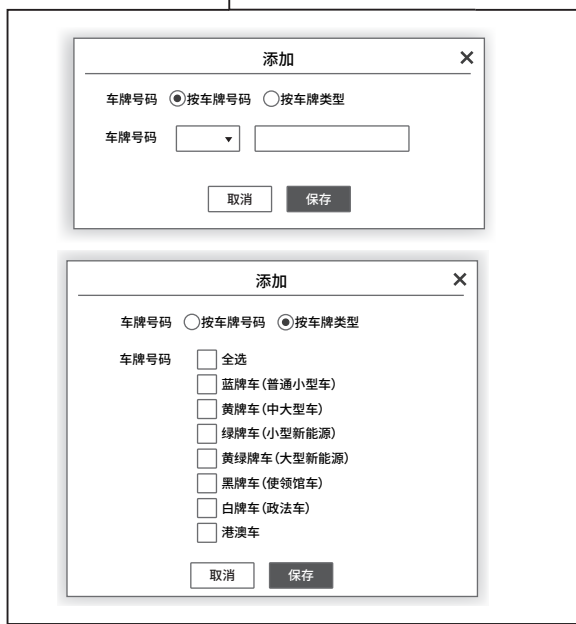 添加
车牌号码 按车牌号码 按车牌类型
车牌号码
取消 保存
添加
车牌号码 按车牌号码 按车牌类型
车牌号码 全选
蓝牌车(普通小型车)
黄牌车(中大型车)
绿牌车(小型新能源)
黄绿牌车(大型新能源)
黑牌车(使领馆车)
白牌车(政法车)
港澳车
取消 保存